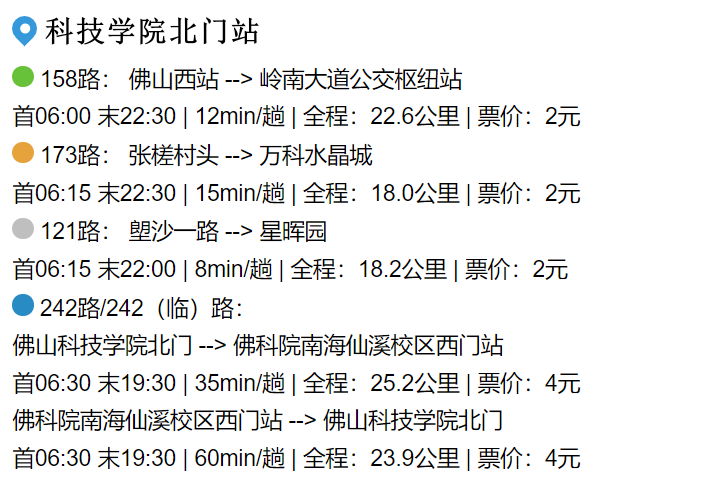 科技学院北门站
158路： 佛山西站 --> 岭南大道公交枢纽站
首06:00 末22:30 | 12min/趟 | 全程：22.6公里 | 票价：2元
173路： 张槎村头 --> 万科水晶城
首06:15 末22:30 | 15min/趟 | 全程：18.0公里 | 票价：2元
121路： 塱沙一路 --> 星晖园
首06:15 末22:00 | 8min/趟 | 全程：18.2公里 | 票价：2元
242路/242（临）路：
佛山科技学院北门 --> 佛科院南海仙溪校区西门站
首06:30 末19:30 | 35min/趟 | 全程：25.2公里 | 票价：4元
佛科院南海仙溪校区西门站 --> 佛山科技学院北门
首06:30 末19:30 | 60min/趟 | 全程：23.9公里 | 票价：4元